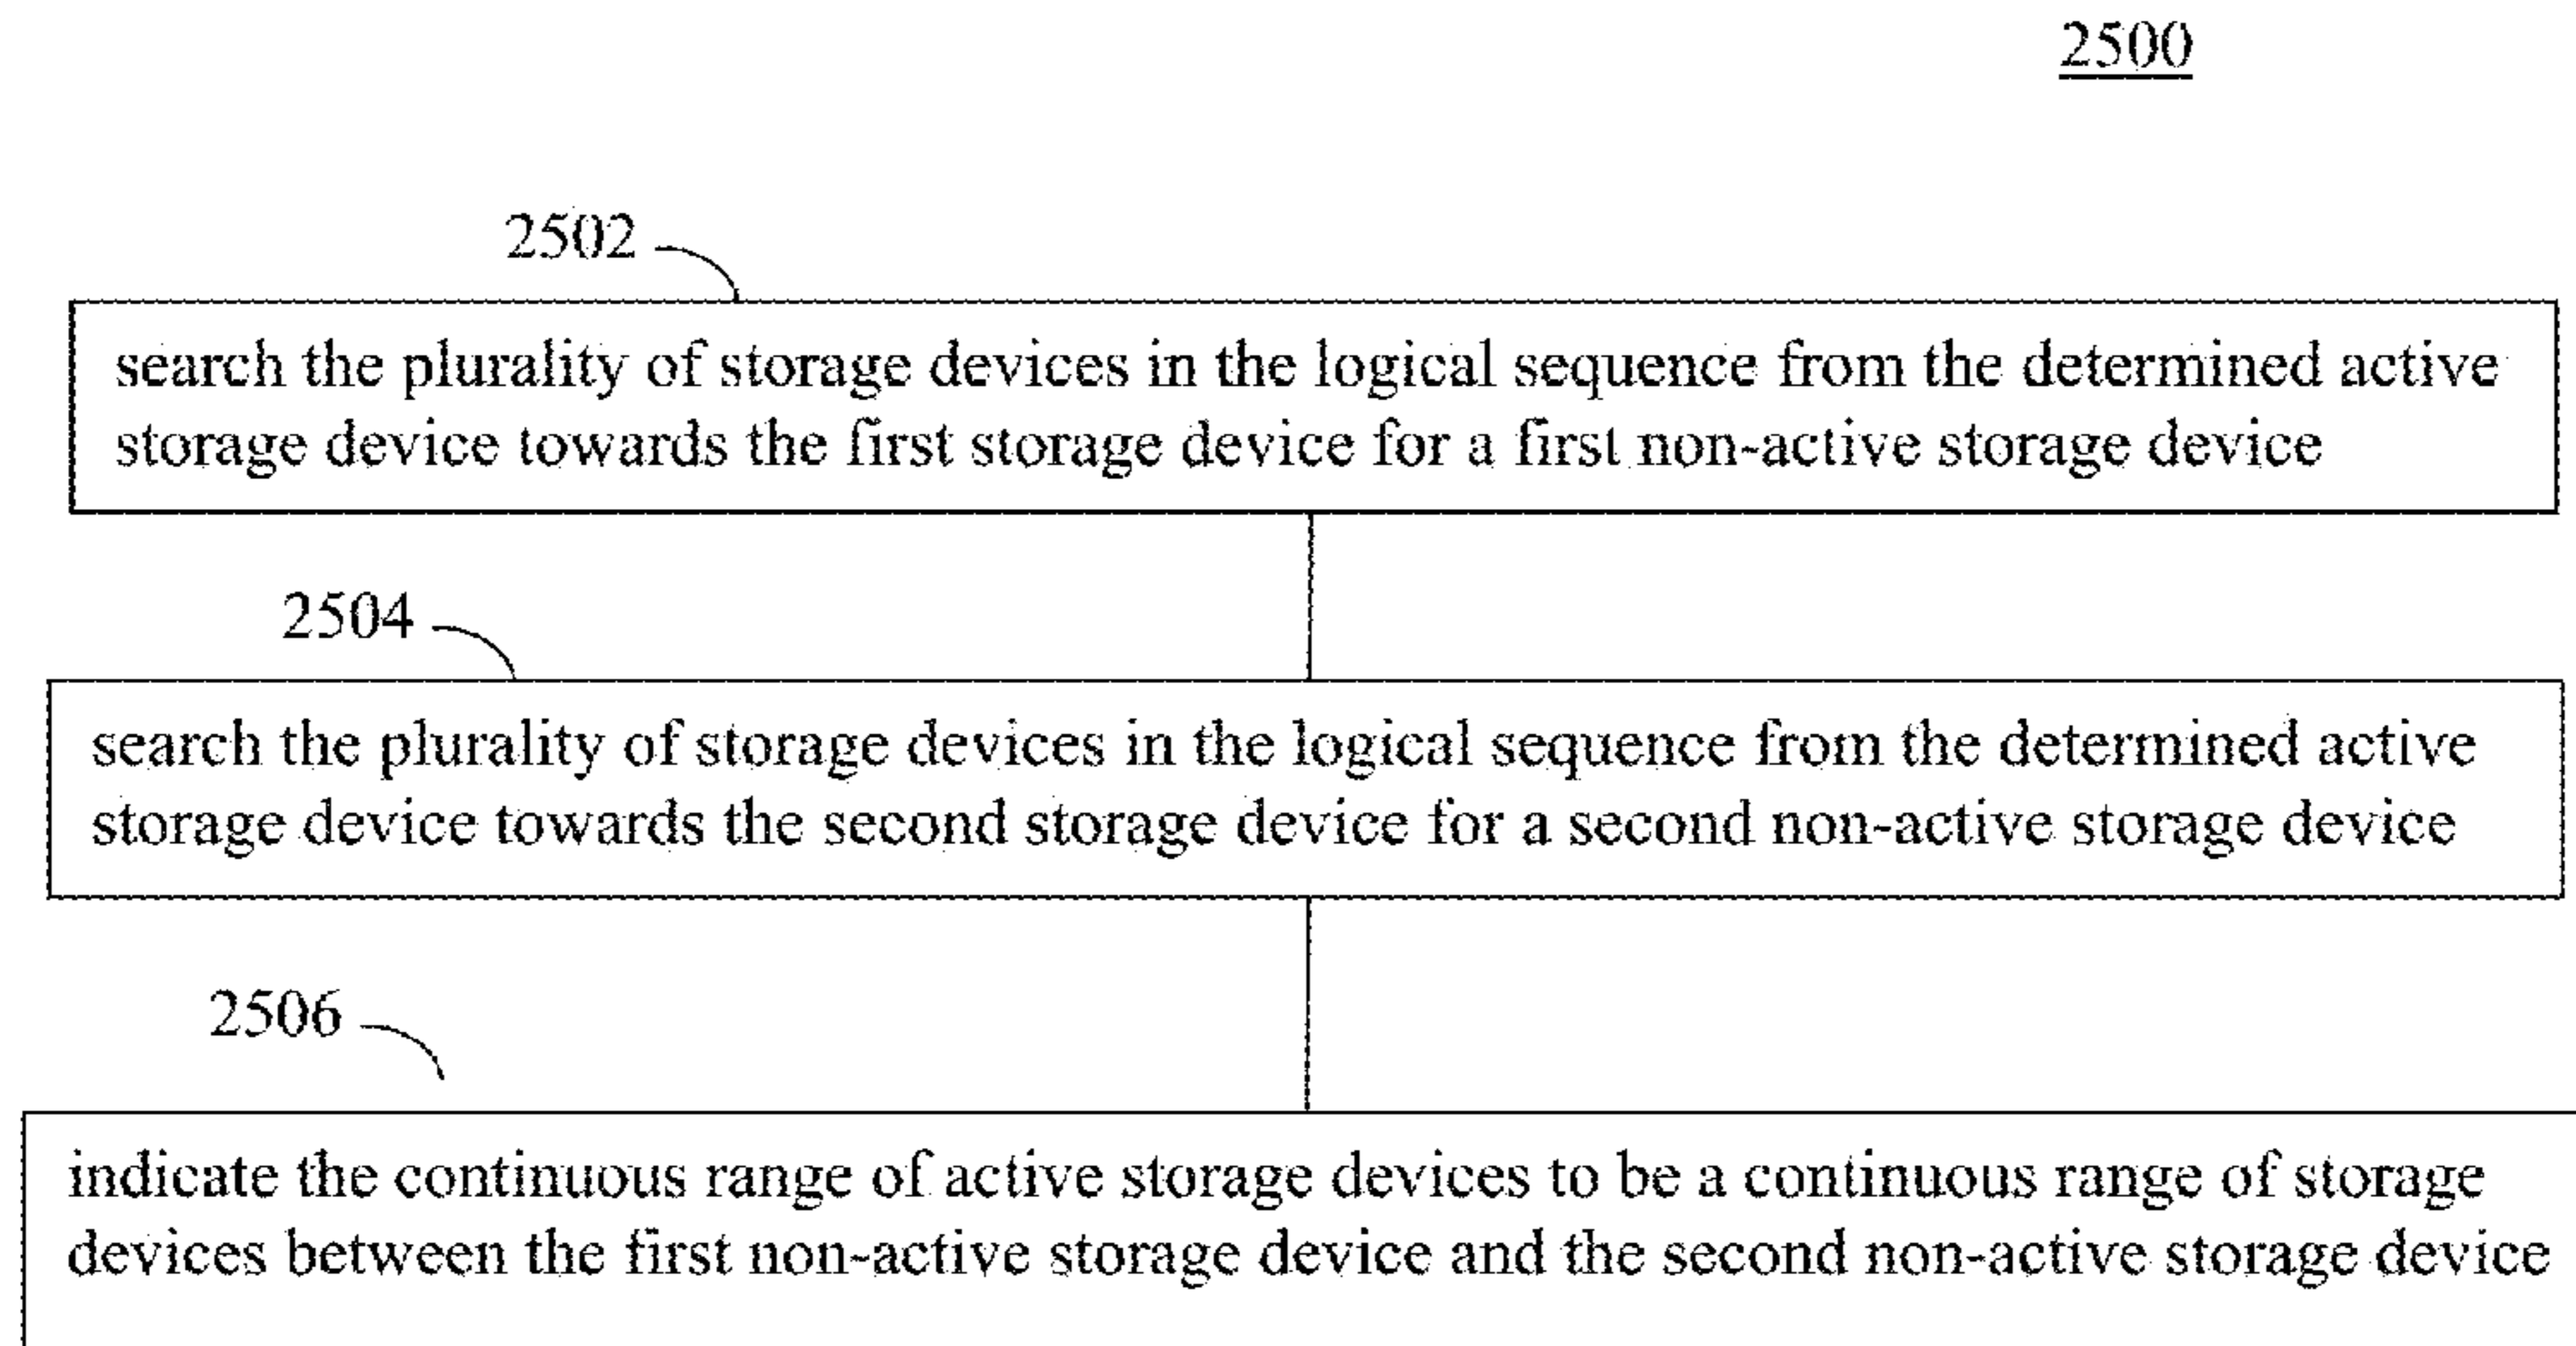 2500
2502
search the plurality of storage devices in the logical sequence from the determined active
storage device towards the first storage device for a first non-active storage device
2504
search the plurality of storage devices in the logical sequence from the determined active
storage device towards the second storage device for a second non-active storage device
2506
indicate the continuous range of active storage devices to be a continuous range of storage
devices between the first non-active storage device and the second non-active storage device